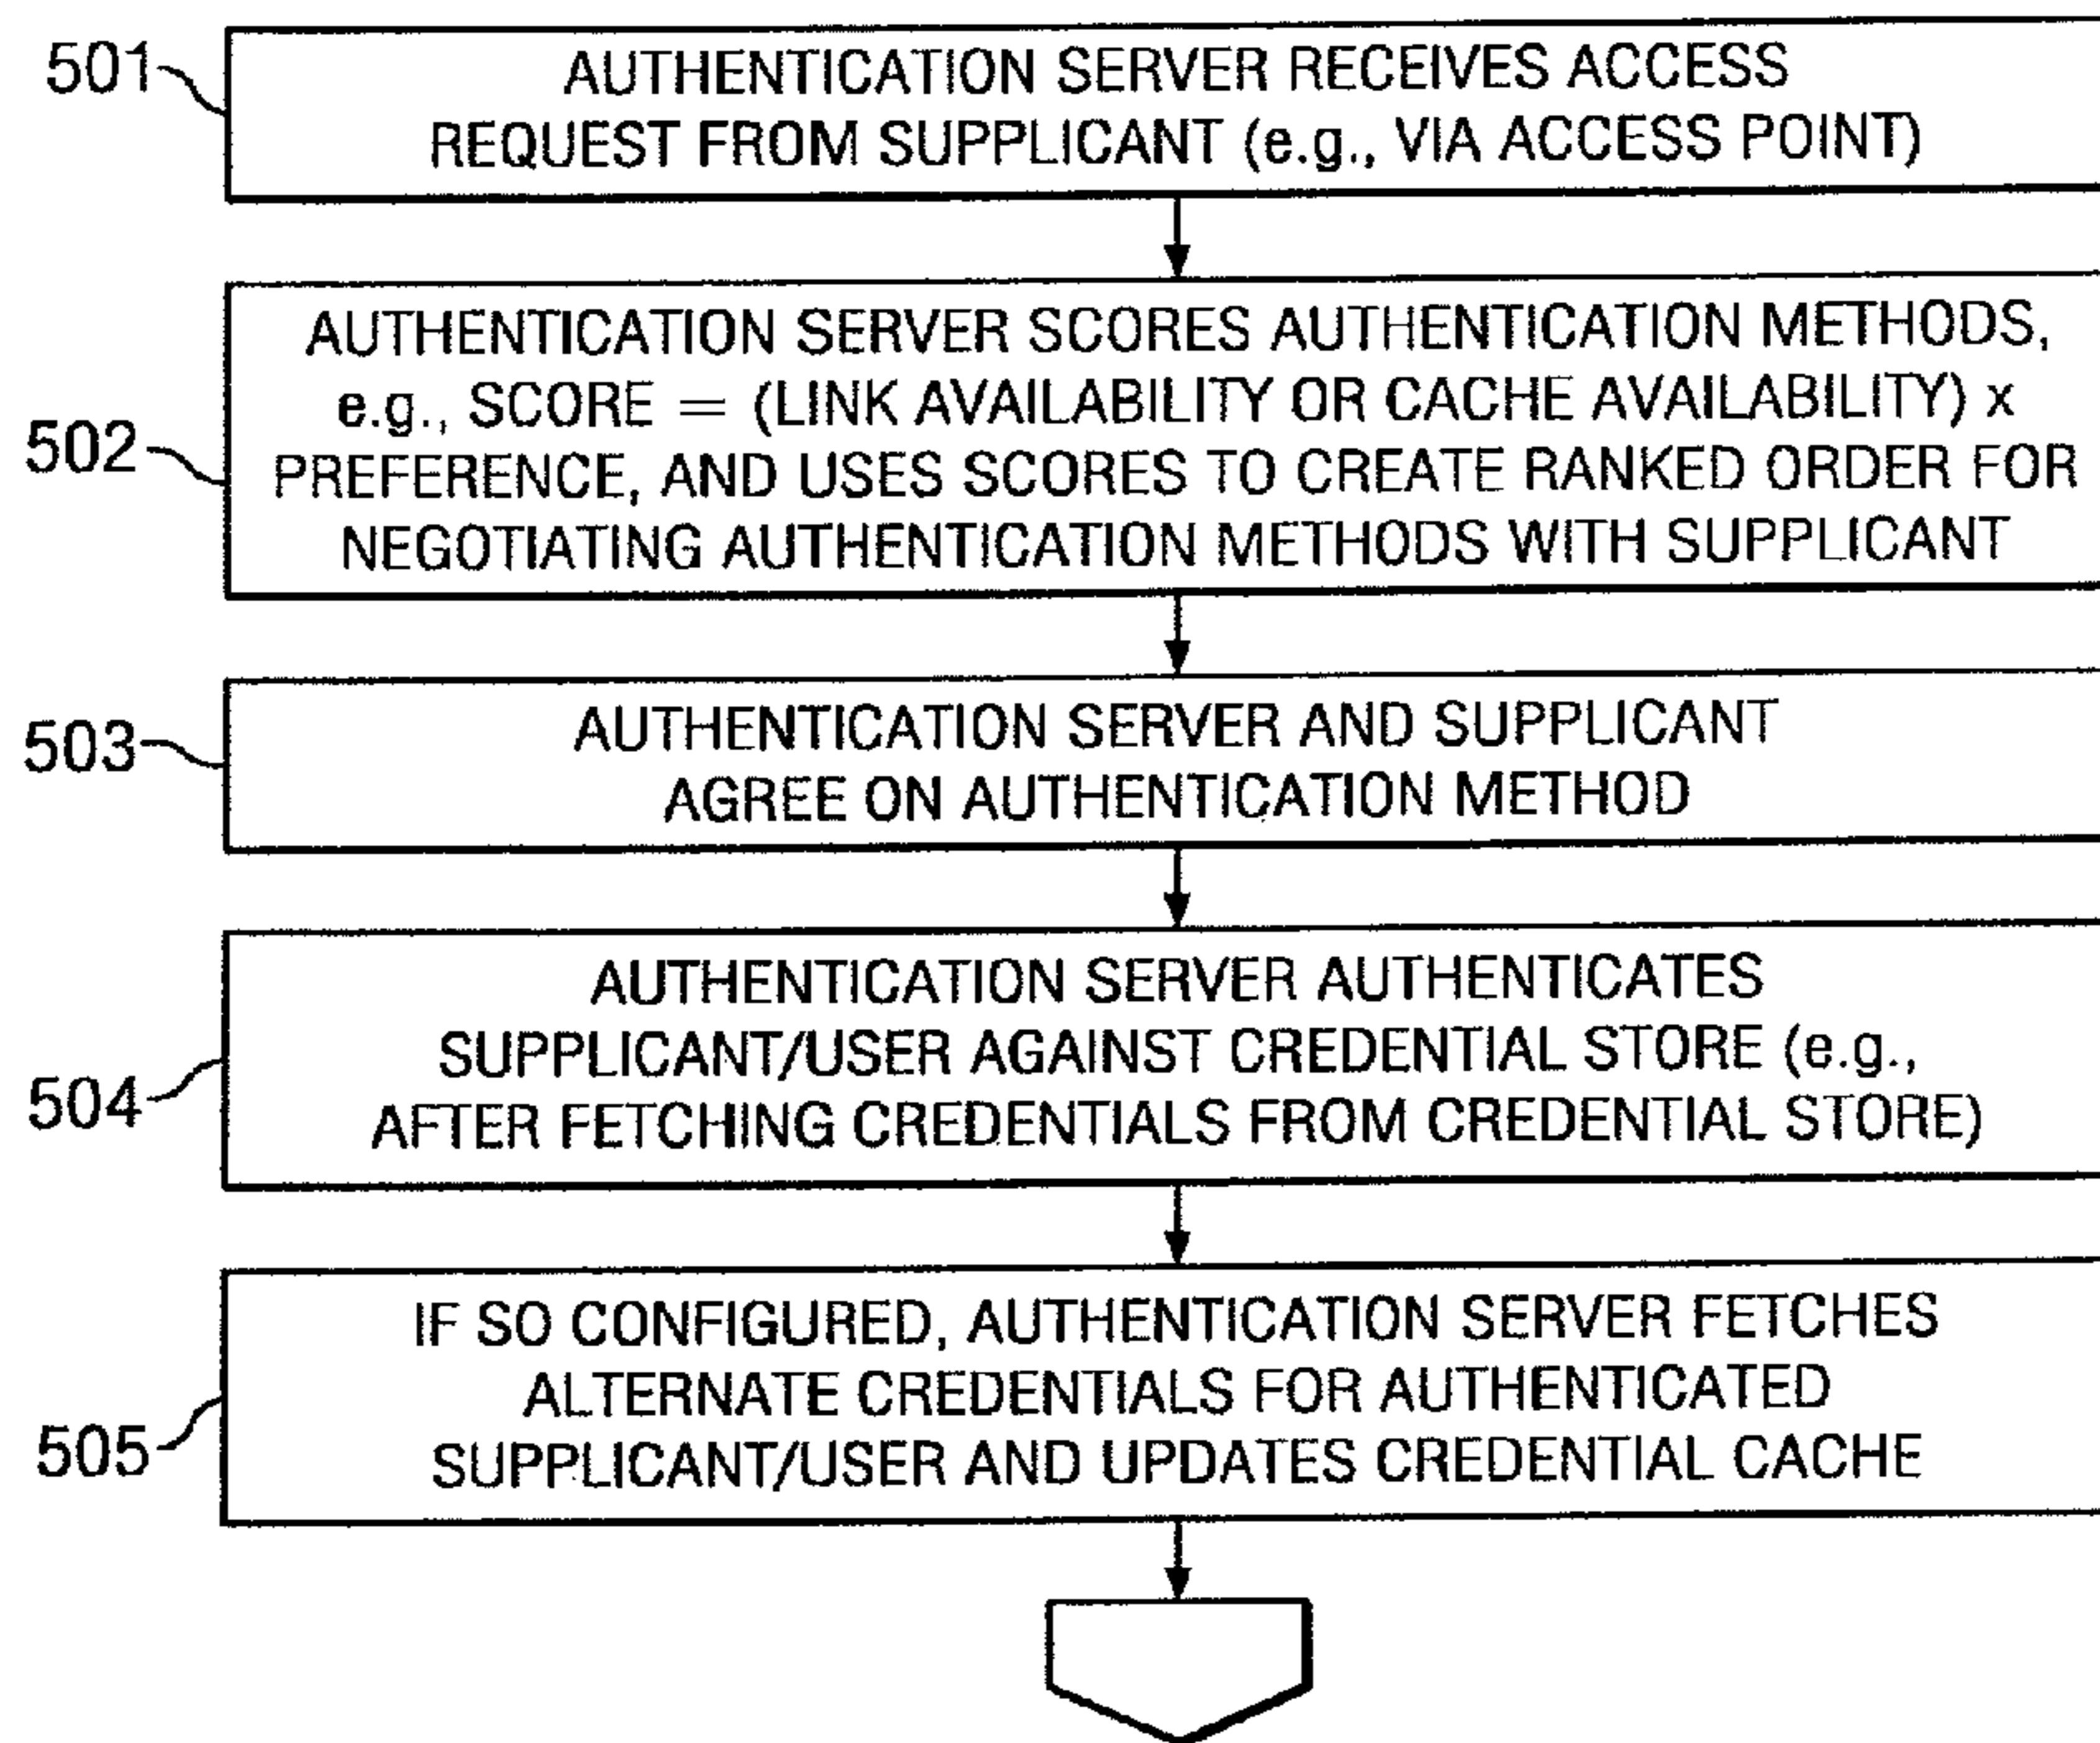 501
AUTHENTICATION SERVER RECEIVES ACCESS
REQUEST FROM SUPPLICANT (e.g., VIA ACCESS POINT)
502
AUTHENTICATION SERVER SCORES AUTHENTICATION METHODS,
e.g., SCORE = (LINK AVAILABILITY OR CACHE AVAILABILITY) x
PREFERENCE, AND USES SCORES TO CREATE RANKED ORDER FOR
NEGOTIATING AUTHENTICATION METHODS WITH SUPPLICANT
503
AUTHENTICATION SERVER AND SUPPLICANT
AGREE ON AUTHENTICATION METHOD
504
AUTHENTICATION SERVER AUTHENTICATES
SUPPLICANT/USER AGAINST CREDENTIAL STORE (e.g.,
AFTER FETCHING CREDENTIALS FROM CREDENTIAL STORE)
505
IF SO CONFIGURED, AUTHENTICATION SERVER FETCHES
ALTERNATE CREDENTIALS FOR AUTHENTICATED
SUPPLICANT/USER AND UPDATES CREDENTIAL CACHE